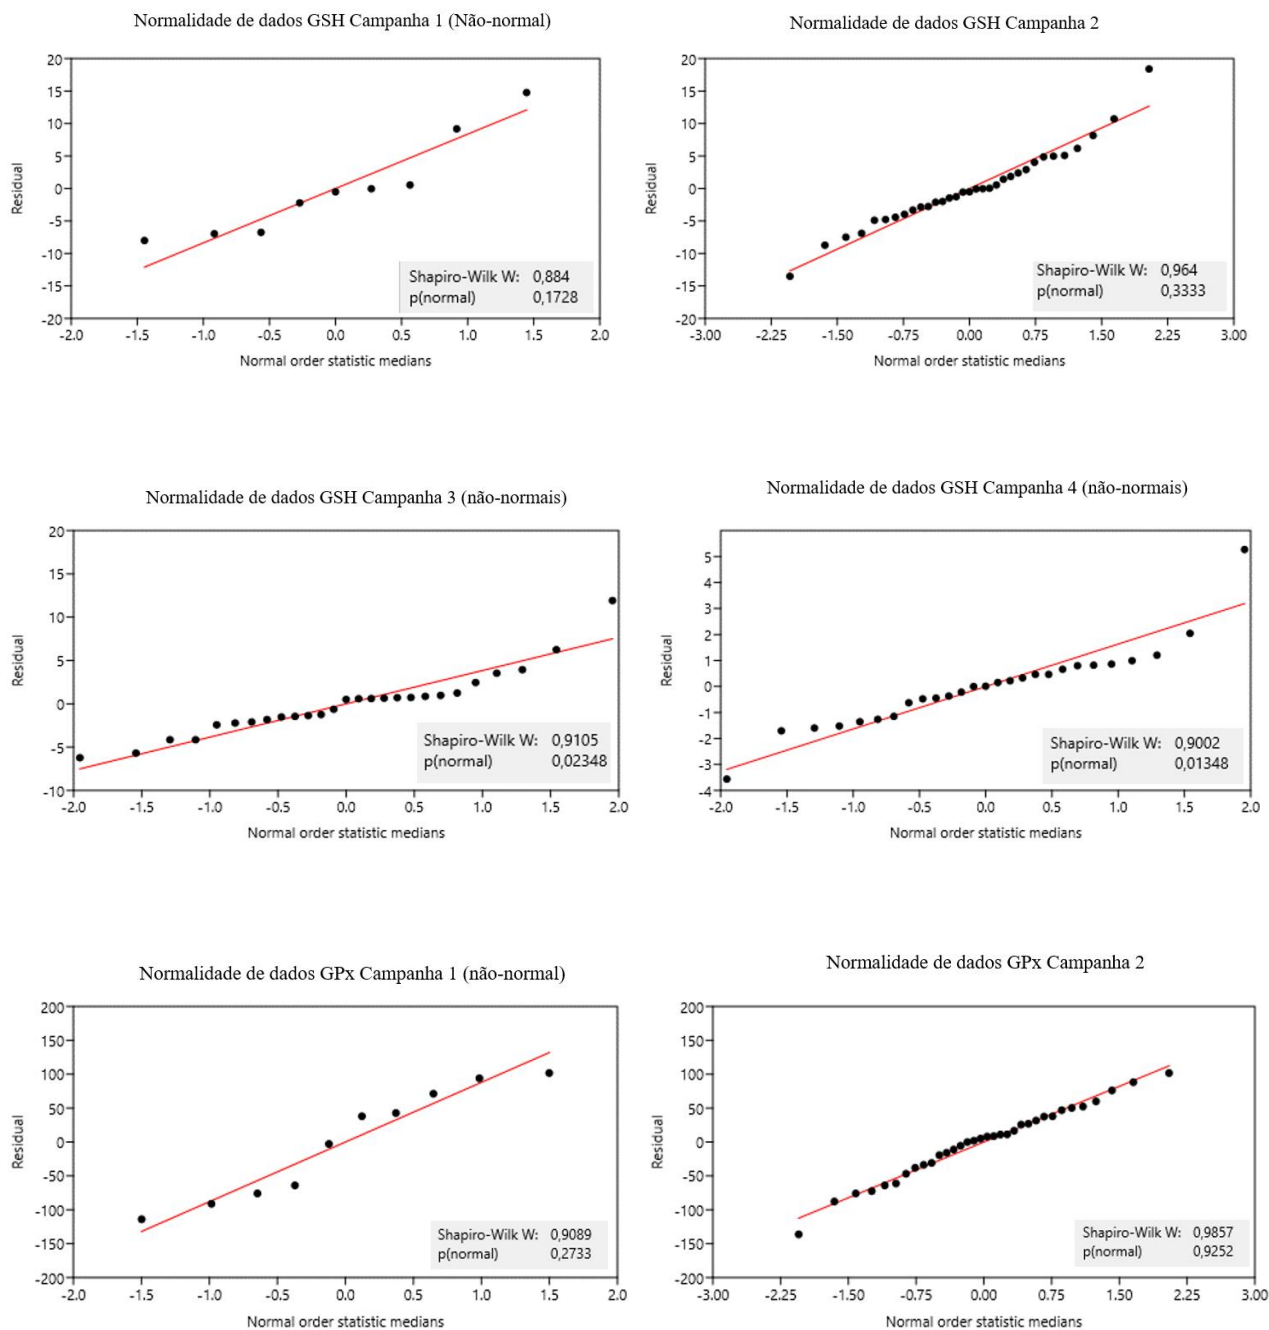 Normalidade de dados GSH Campanha 1 (Não-normal)
20
15
10
5
0
-5
-10
-15
-20
Residual
Shapiro-Wilk W: 0,884
p(normal) 0,1728
-2.0 -1.5 -1.0 -0.5 0.0 0.5 1.0 1.5 2.0
Normal order statistic medians
Normalidade de dados GSH Campanha 2
20
15
10
5
0
-5
-10
-15
-20
Residual
Shapiro-Wilk W: 0,964
p(normal) 0,3333
-3.00 -2.25 -1.50 -0.75 0.00 0.75 1.50 2.25 3.00
Normal order statistic medians
Normalidade de dados GSH Campanha 3 (não-normais)
20
15
10
5
0
-5
-10
Residual
Shapiro-Wilk W: 0,9105
p(normal) 0,02348
-2.0 -1.5 -1.0 -0.5 0.0 0.5 1.0 1.5 2.0
Normal order statistic medians
Normalidade de dados GSH Campanha 4 (não-normais)
5
4
3
2
1
0
-1
-2
-3
-4
Residual
Shapiro-Wilk W: 0,9002
p(normal) 0,01348
-2.0 -1.5 -1.0 -0.5 0.0 0.5 1.0 1.5 2.0
Normal order statistic medians
Normalidade de dados GPx Campanha 1 (não-normal)
200
150
100
50
0
-50
-100
-150
-200
Residual
Shapiro-Wilk W: 0,9089
p(normal) 0,2733
-2.0 -1.5 -1.0 -0.5 0.0 0.5 1.0 1.5 2.0
Normal order statistic medians
Normalidade de dados GPx Campanha 2
200
150
100
50
0
-50
-100
-150
-200
Residual
Shapiro-Wilk W: 0,9857
p(normal) 0,9252
-3.00 -2.25 -1.50 -0.75 0.00 0.75 1.50 2.25 3.00
Normal order statistic medians